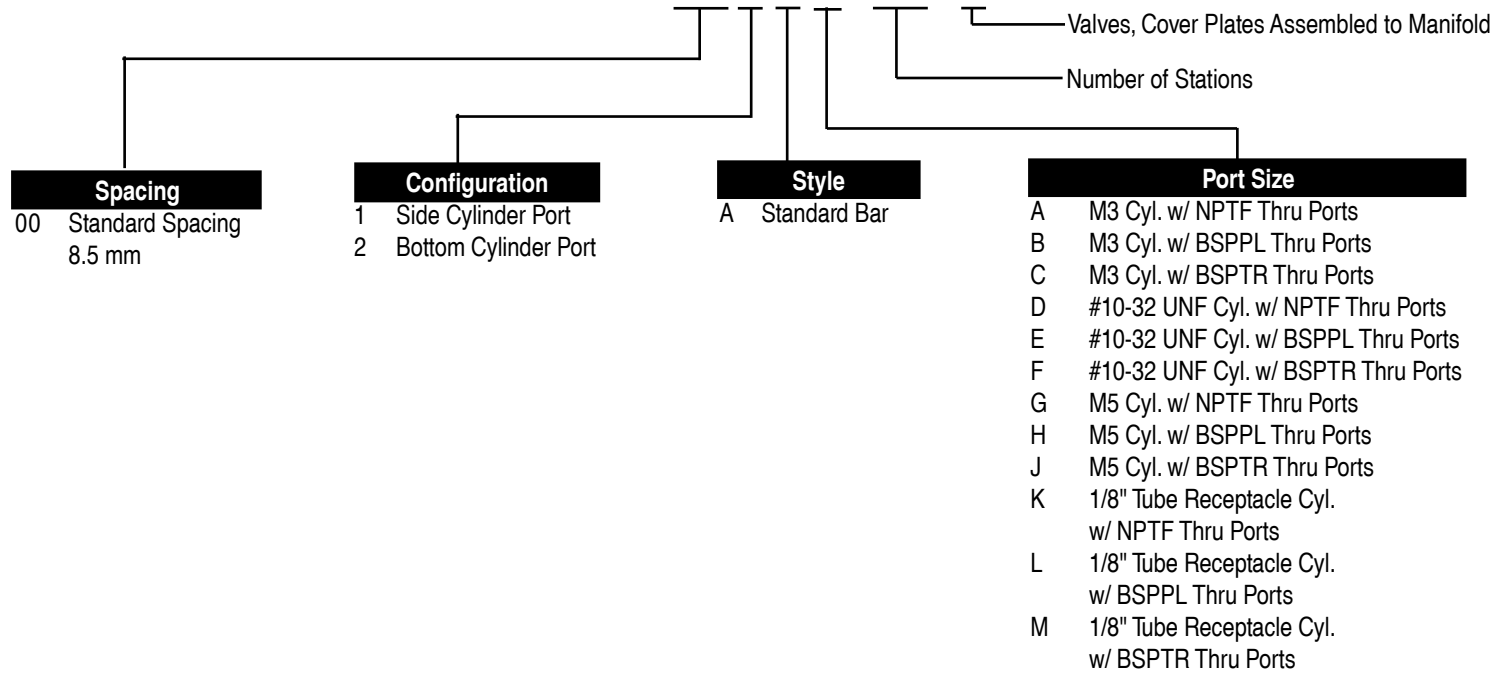 Valves, Cover Plates Assembled to Manifold
Number of Stations
Spacing
00 Standard Spacing
8.5 mm
Configuration
1 Side Cylinder Port
2 Bottom Cylinder Port
Style
A Standard Bar
Port Size
A M3 Cyl. w/ NPTF Thru Ports
B M3 Cyl. w/ BSPPL Thru Ports
C M3 Cyl. w/ BSPTR Thru Ports
D #10-32 UNF Cyl. w/ NPTF Thru Ports
E #10-32 UNF Cyl. w/ BSPPL Thru Ports
F #10-32 UNF Cyl. w/ BSPTR Thru Ports
G M5 Cyl. w/ NPTF Thru Ports
H M5 Cyl. w/ BSPPL Thru Ports
J M5 Cyl. w/ BSPTR Thru Ports
K 1/8" Tube Receptacle Cyl.
w/ NPTF Thru Ports
L 1/8" Tube Receptacle Cyl.
w/ BSPPL Thru Ports
M 1/8" Tube Receptacle Cyl.
w/ BSPTR Thru Ports